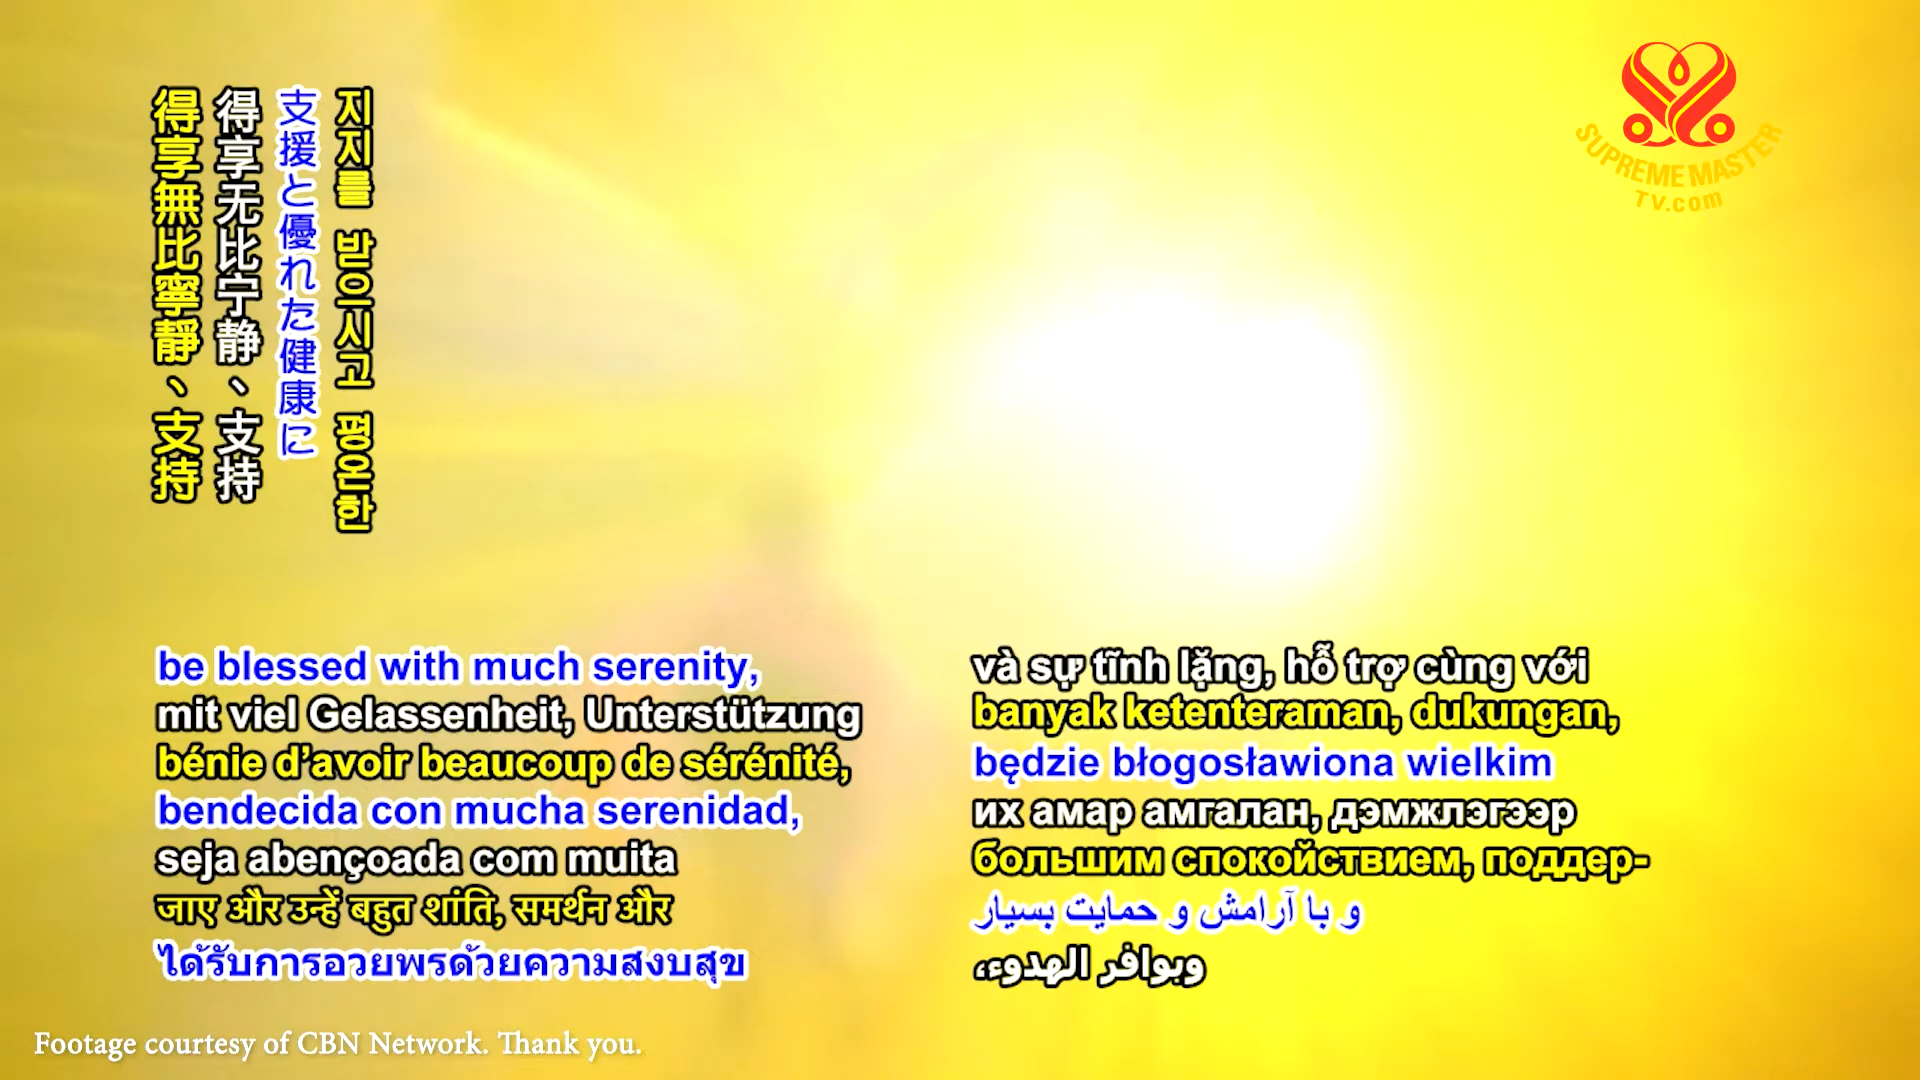 得享無比寧靜、支持
得享无比宁静、支持
支援と優れた健康に
지지를 받으시고 평온한
SUPREME MASTER
TV.com
be blessed with much serenity,
mit viel Gelassenheit, Unterstützung
bénie d’avoir beaucoup de sérénité,
bendecida con mucha serenidad,
seja abençoada com muita
जाए और उन्हें बहुत शांति, समर्थन और
ได้รับการอวยพรด้วยความสงบสุข
và sự tĩnh lặng, hỗ trợ cùng với
banyak ketenteraman, dukungan,
będzie błogosławiona wielkim
их амар амгалан, дэмжлэгээр
большим спокойствием, поддер-
و با آرامش و حمایت بسیار
وبوافر الهدوء،
Footage courtesy of CBN Network. Thank you.